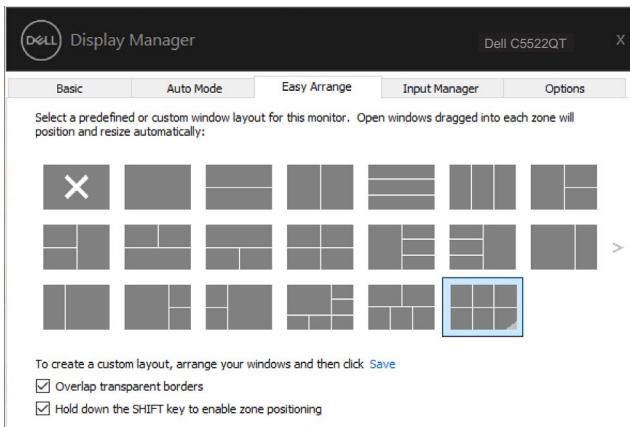 DELL Display Manager
Dell C5522QT
X
Basic
Auto Mode
Easy Arrange
Input Manager
Options
Select a predefined or custom window layout for this monitor. Open windows dragged into each zone will
position and resize automatically:
>
To create a custom layout, arrange your windows and then click Save
Overlap transparent borders
Hold down the SHIFT key to enable zone positioning